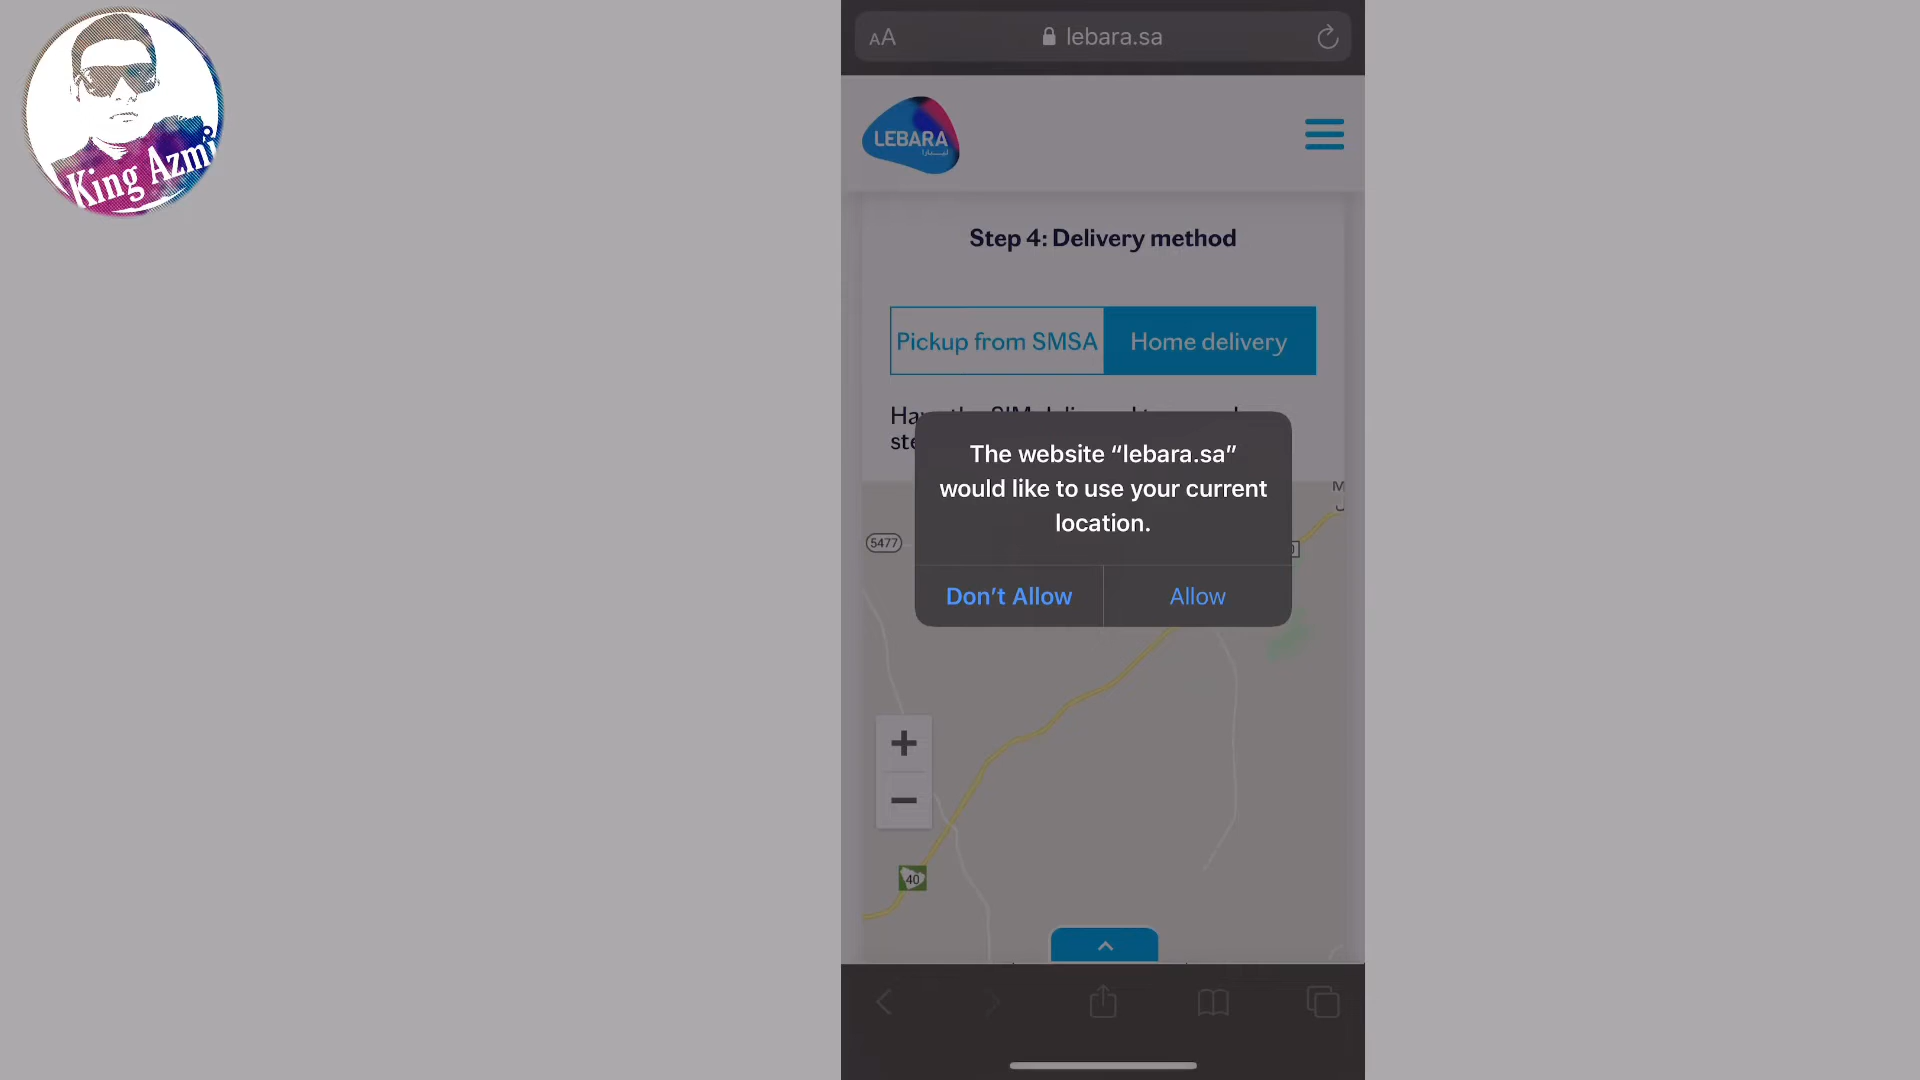 King Azmi
AA
lebara.sa
LEBARA
ليبارا
Step 4: Delivery method
Pickup from SMSA
Home delivery
The website “lebara.sa”
would like to use your current
location.
Don’t Allow
Allow
5477
40